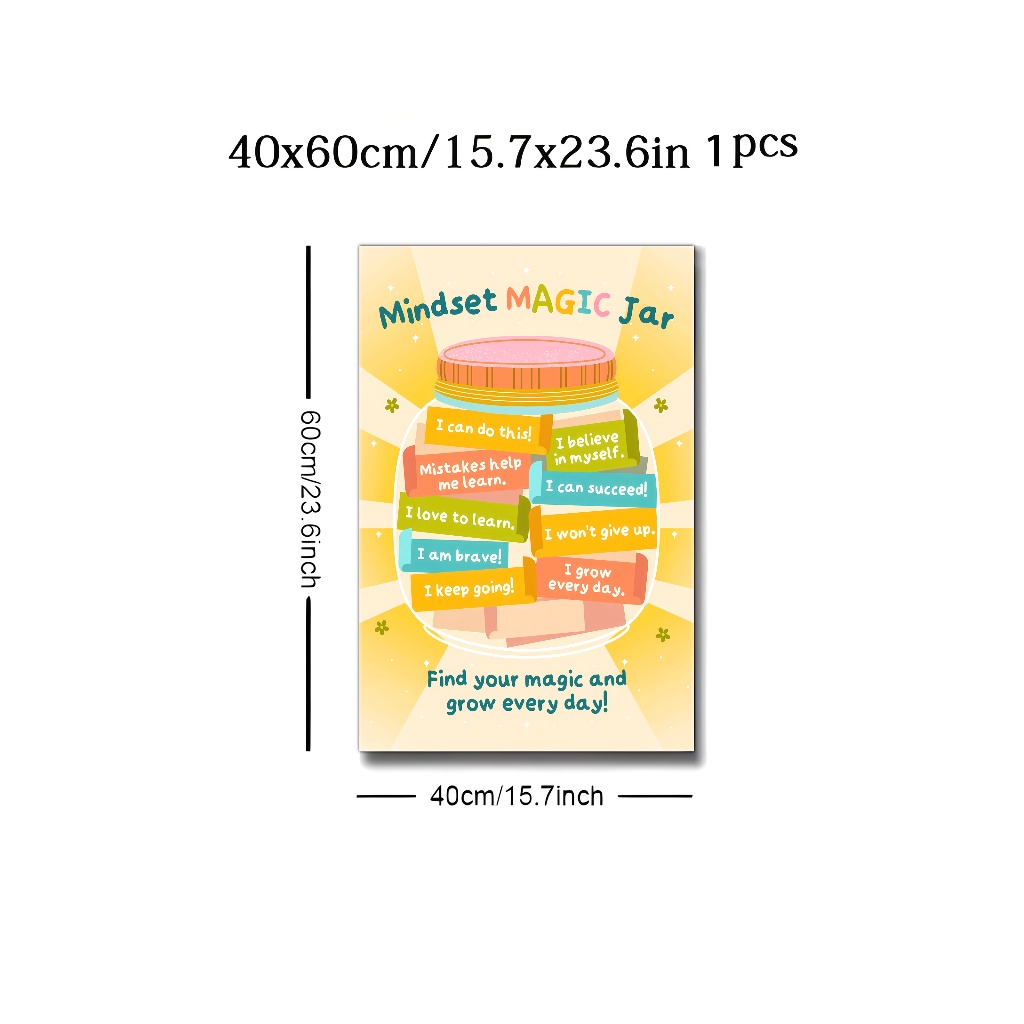 40x60cm/15.7x23.6in 1pcs
60cm/23.6inch
Mindset MAGIC Jar
I can do this!
I believe
in myself.
Mistakes help
me learn.
I can succeed!
I love to learn.
I won't give up.
I am brave!
I grow
every day.
I keep going!
Find your magic and
grow every day!
40cm/15.7inch